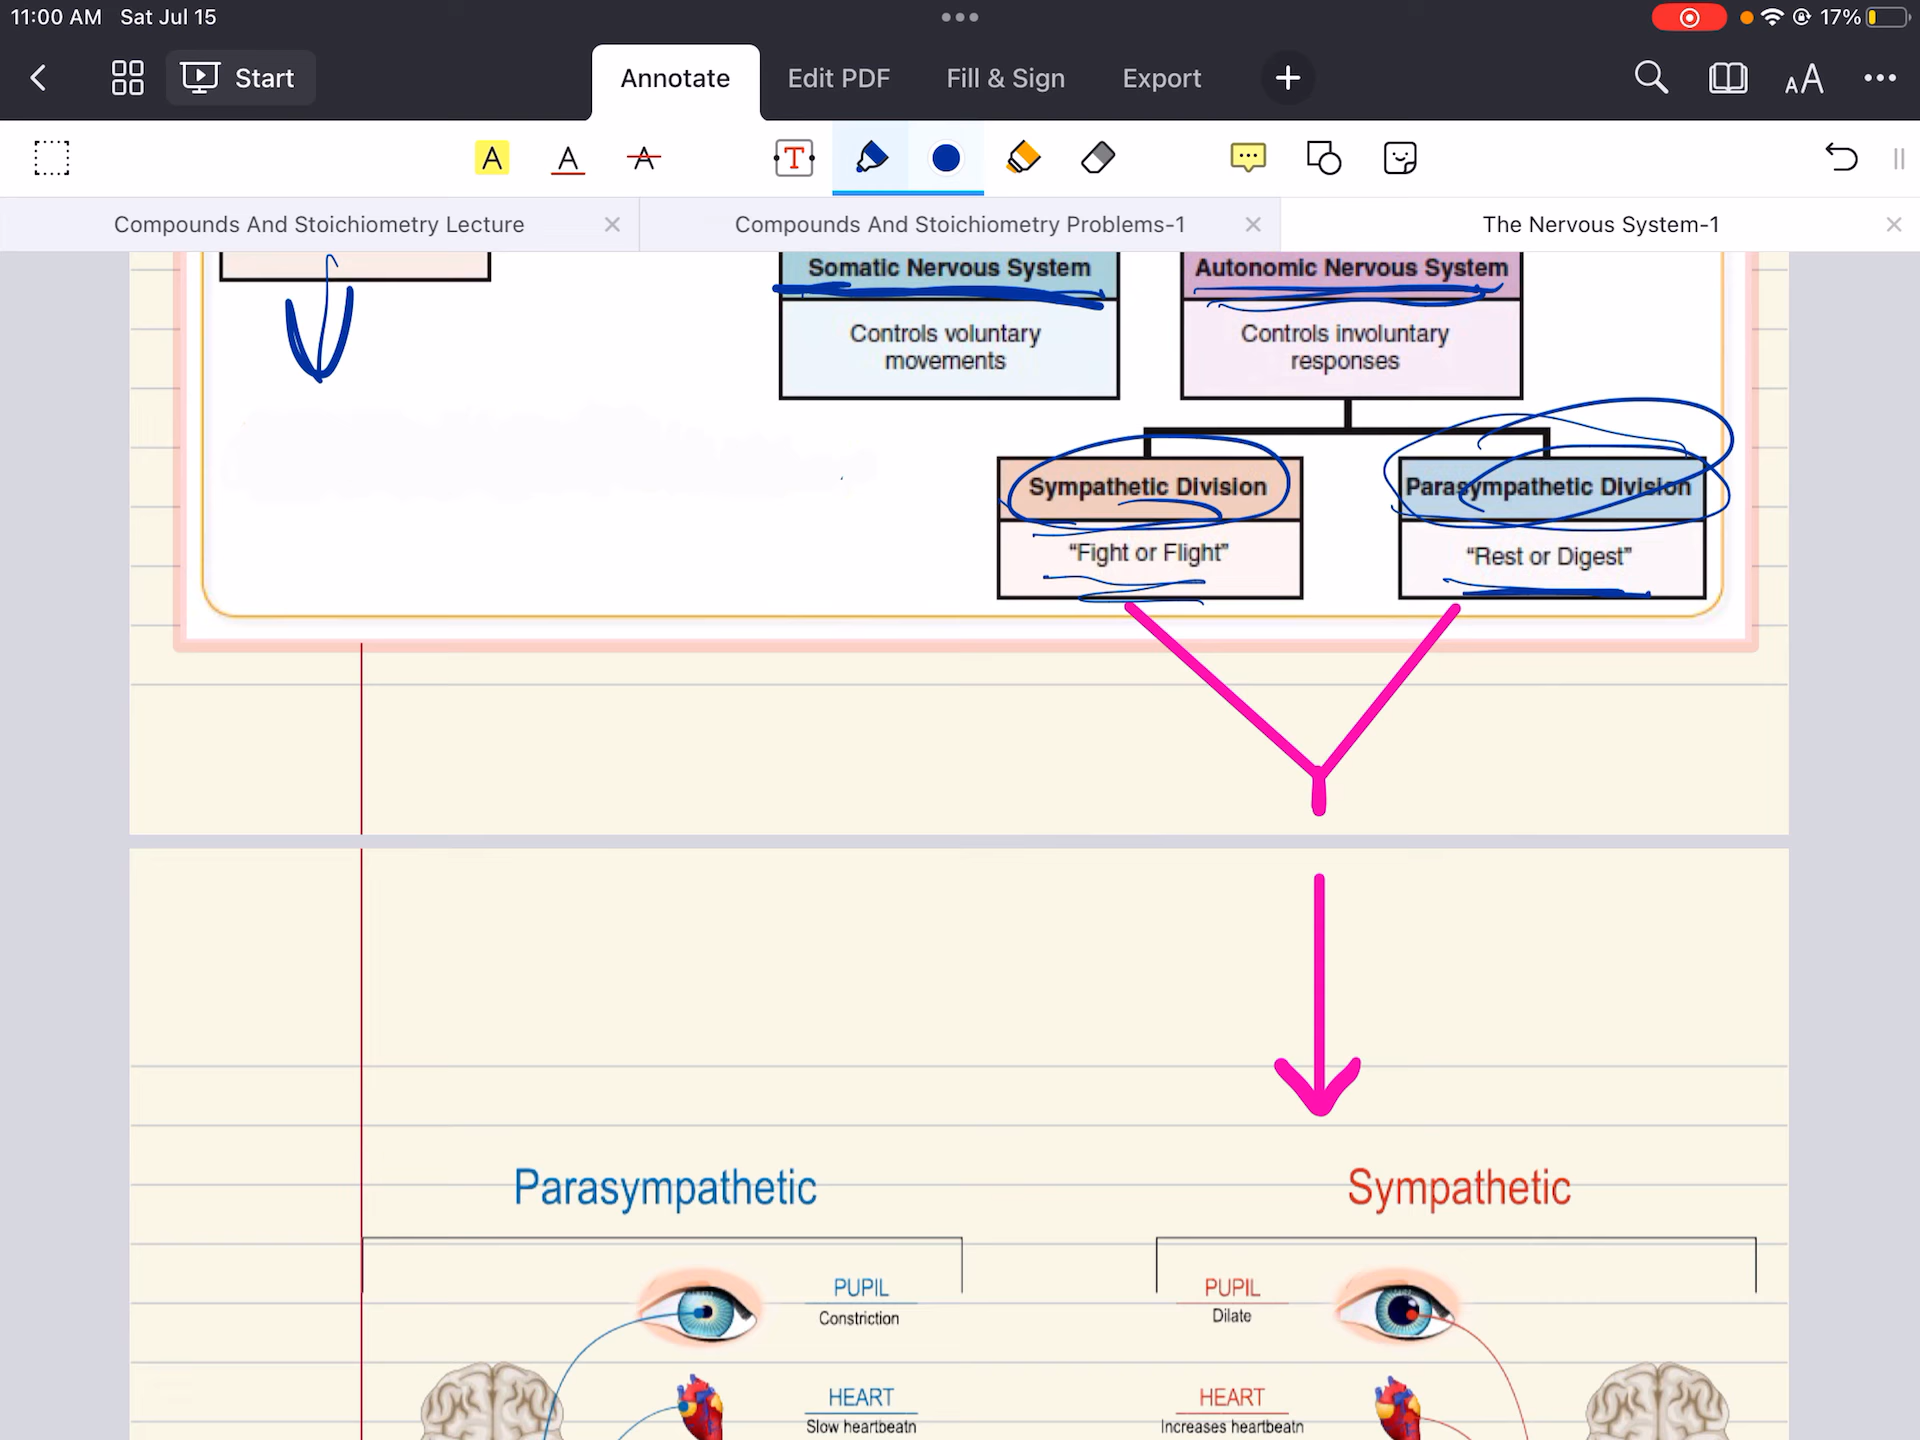 11:00 AM Sat Jul 15
17%
Start
Annotate
Edit PDF
Fill & Sign
Export
AA
A A A T
Compounds And Stoichiometry Lecture
Compounds And Stoichiometry Problems-1
The Nervous System-1
Somatic Nervous System
Autonomic Nervous System
Controls voluntary
movements
Controls involuntary
responses
Sympathetic Division
Parasympathetic Division
“Fight or Flight”
“Rest or Digest”
Parasympathetic
Sympathetic
PUPIL
Constriction
PUPIL
Dilate
HEART
Slow heartbeatn
HEART
Increases heartbeatn